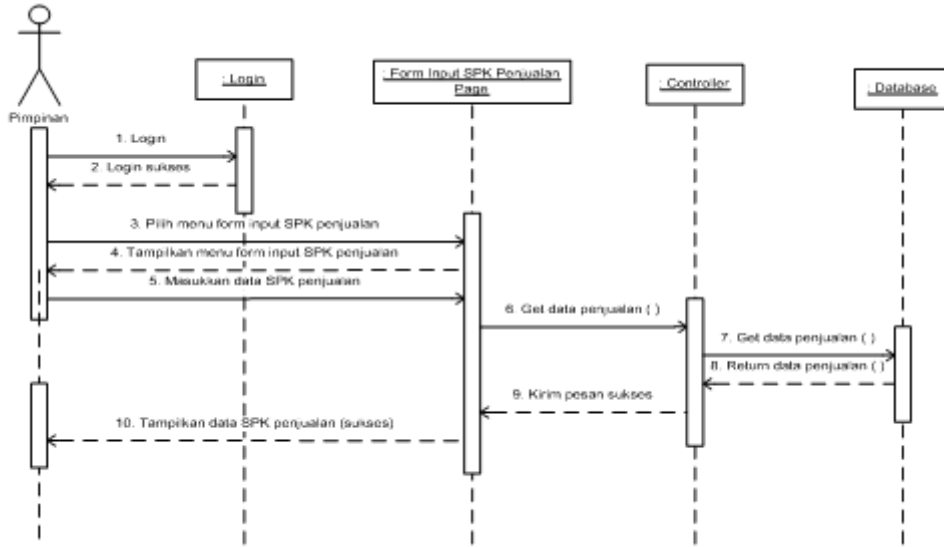 : Login
: Form Input SPK Penjualan
Page
: Controller
: Database
Pimpinan
1. Login
2. Login sukses
3. Pilih menu form input SPK penjualan
4. Tampilkan menu form input SPK penjualan
5. Masukkan data SPK penjualan
6. Get data penjualan ( )
7. Get data penjualan ( )
8. Return data penjualan ( )
9. Kirim pesan sukses
10. Tampilkan data SPK penjualan (sukses)